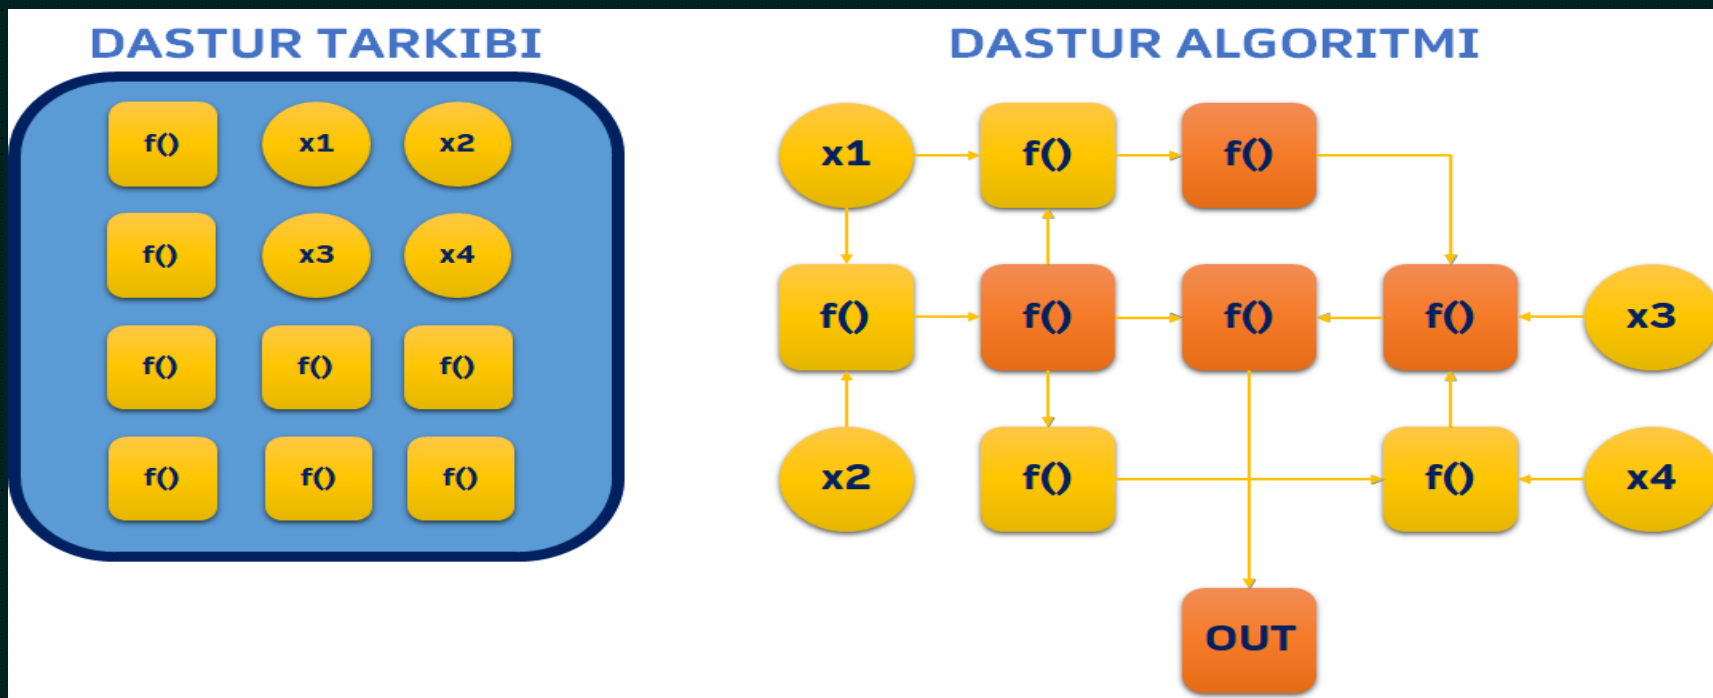 DASTUR TARKIBI
f() x1 x2
f() x3 x4
f() f() f()
f() f() f()
DASTUR ALGORITMI
x1 f() f()
f() f() f() f() x3
x2 f() f() x4
OUT